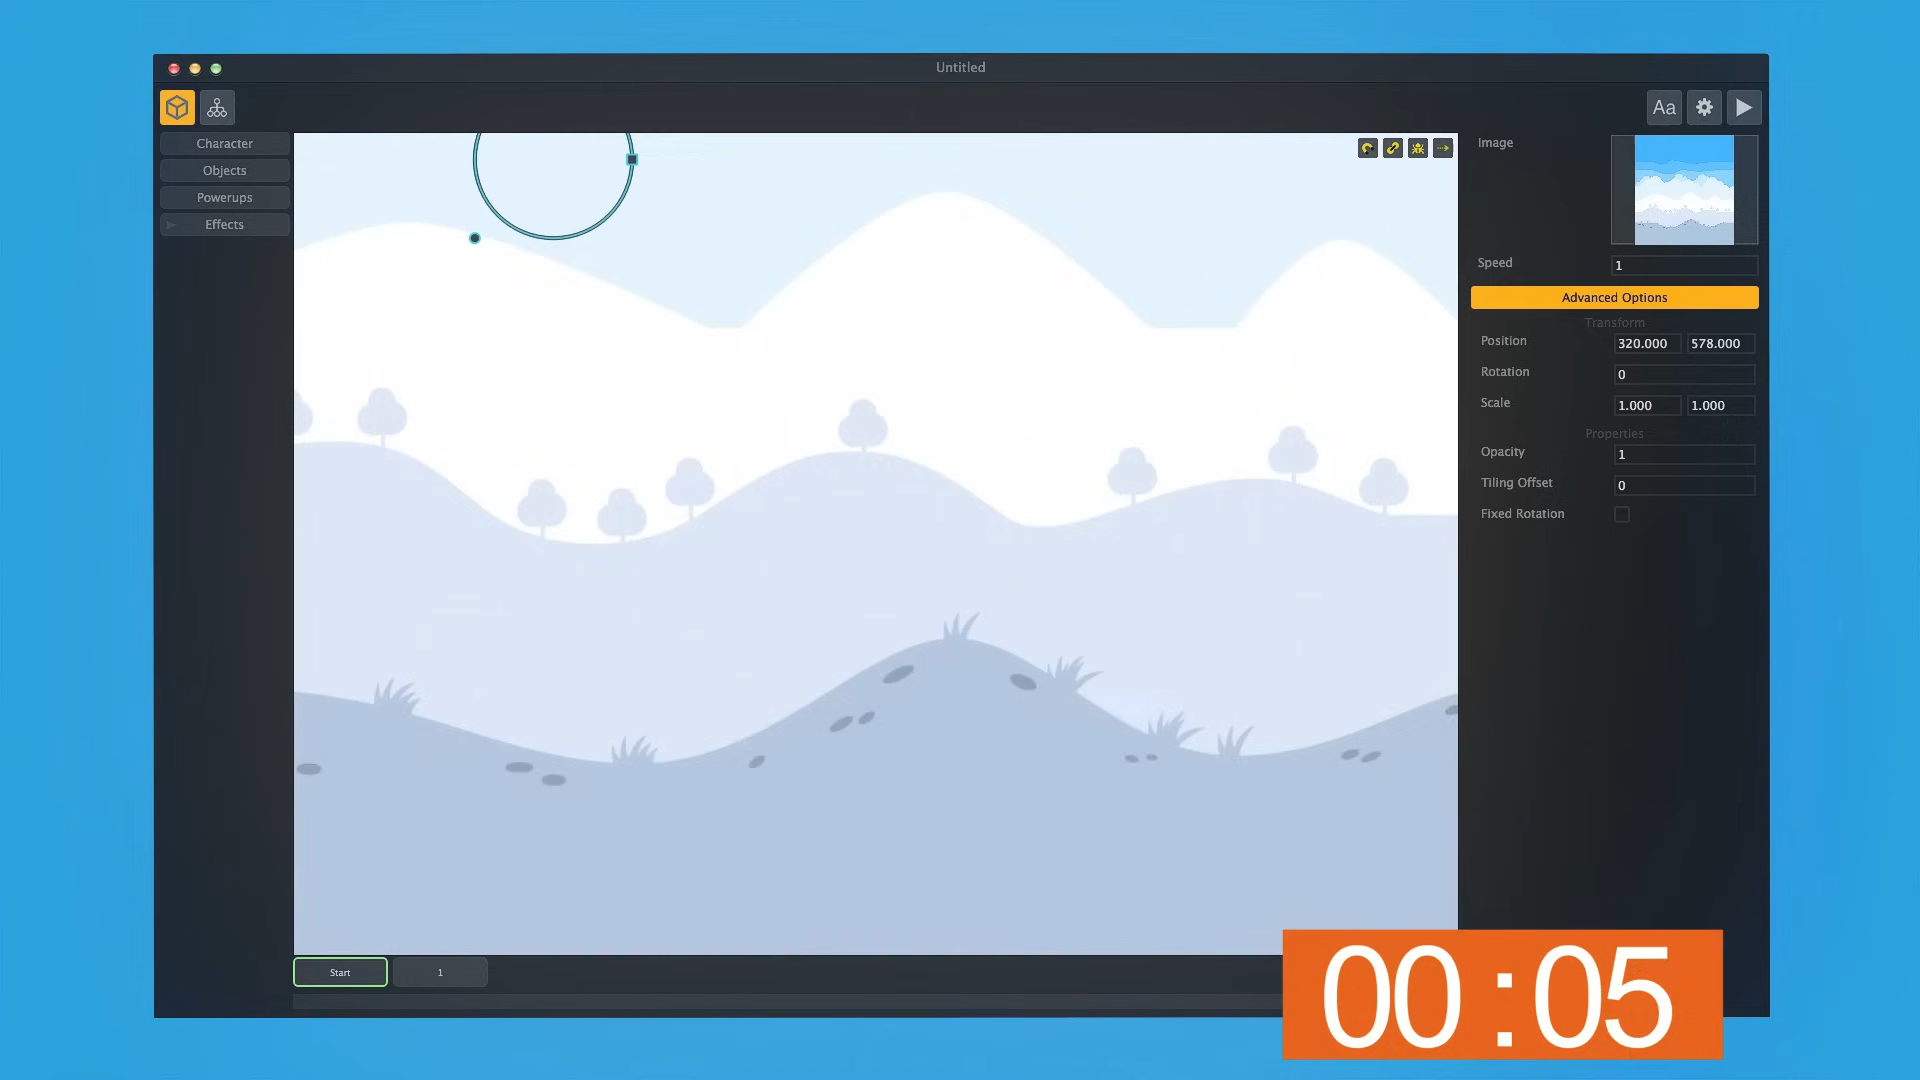 Untitled
Aa
Character
Objects
Powerups
Effects
Image
Speed 1
Advanced Options
Transform
Position 320.000 578.000
Rotation 0
Scale 1.000 1.000
Properties
Opacity 1
Tiling Offset 0
Fixed Rotation
Start 1
00:05